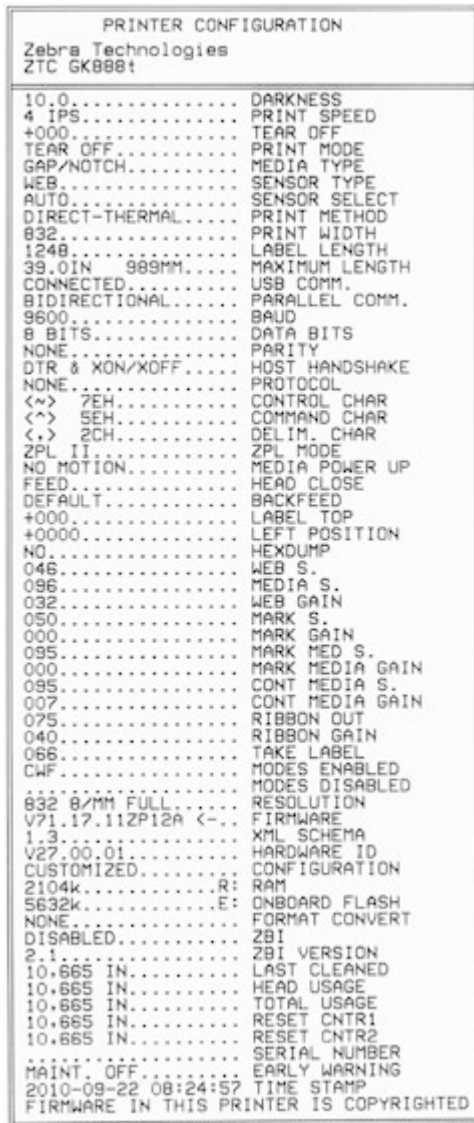 PRINTER CONFIGURATION
Zebra Technologies
ZTC GK888t
10.0............... DARKNESS
4 IPS.............. PRINT SPEED
+000............... TEAR OFF
TEAR OFF........... PRINT MODE
GAP/NOTCH.......... MEDIA TYPE
WEB................ SENSOR TYPE
AUTO............... SENSOR SELECT
DIRECT-THERMAL..... PRINT METHOD
832................ PRINT WIDTH
1248............... LABEL LENGTH
39.0IN 989MM..... MAXIMUM LENGTH
CONNECTED.......... USB COMM.
BIDIRECTIONAL...... PARALLEL COMM.
9600............... BAUD
8 BITS............. DATA BITS
NONE............... PARITY
DTR & XON/XOFF..... HOST HANDSHAKE
NONE............... PROTOCOL
<~> 7EH........... CONTROL CHAR
<^> 5EH........... COMMAND CHAR
<,> 2CH........... DELIM. CHAR
ZPL II............. ZPL MODE
NO MOTION.......... MEDIA POWER UP
FEED............... HEAD CLOSE
DEFAULT............ BACKFEED
+000............... LABEL TOP
+0000.............. LEFT POSITION
NO................. HEXDUMP
046................ WEB S.
096................ MEDIA S.
032................ WEB GAIN
050................ MARK S.
000................ MARK GAIN
095................ MARK MED S.
000................ MARK MEDIA GAIN
095................ CONT MEDIA S.
007................ CONT MEDIA GAIN
075................ RIBBON OUT
040................ RIBBON GAIN
066................ TAKE LABEL
CWF................ MODES ENABLED
................... MODES DISABLED
832 8/MM FULL...... RESOLUTION
V71.17.11ZP12A <-.. FIRMWARE
1.3................ XML SCHEMA
V27.00.01.......... HARDWARE ID
CUSTOMIZED......... CONFIGURATION
2104k............R: RAM
5632k............E: ONBOARD FLASH
NONE............... FORMAT CONVERT
DISABLED........... ZBI
2.1................ ZBI VERSION
10,665 IN.......... LAST CLEANED
10,665 IN.......... HEAD USAGE
10,665 IN.......... TOTAL USAGE
10,665 IN.......... RESET CNTR1
10,665 IN.......... RESET CNTR2
................... SERIAL NUMBER
MAINT. OFF......... EARLY WARNING
2010-09-22 08:24:57 TIME STAMP
FIRMWARE IN THIS PRINTER IS COPYRIGHTED